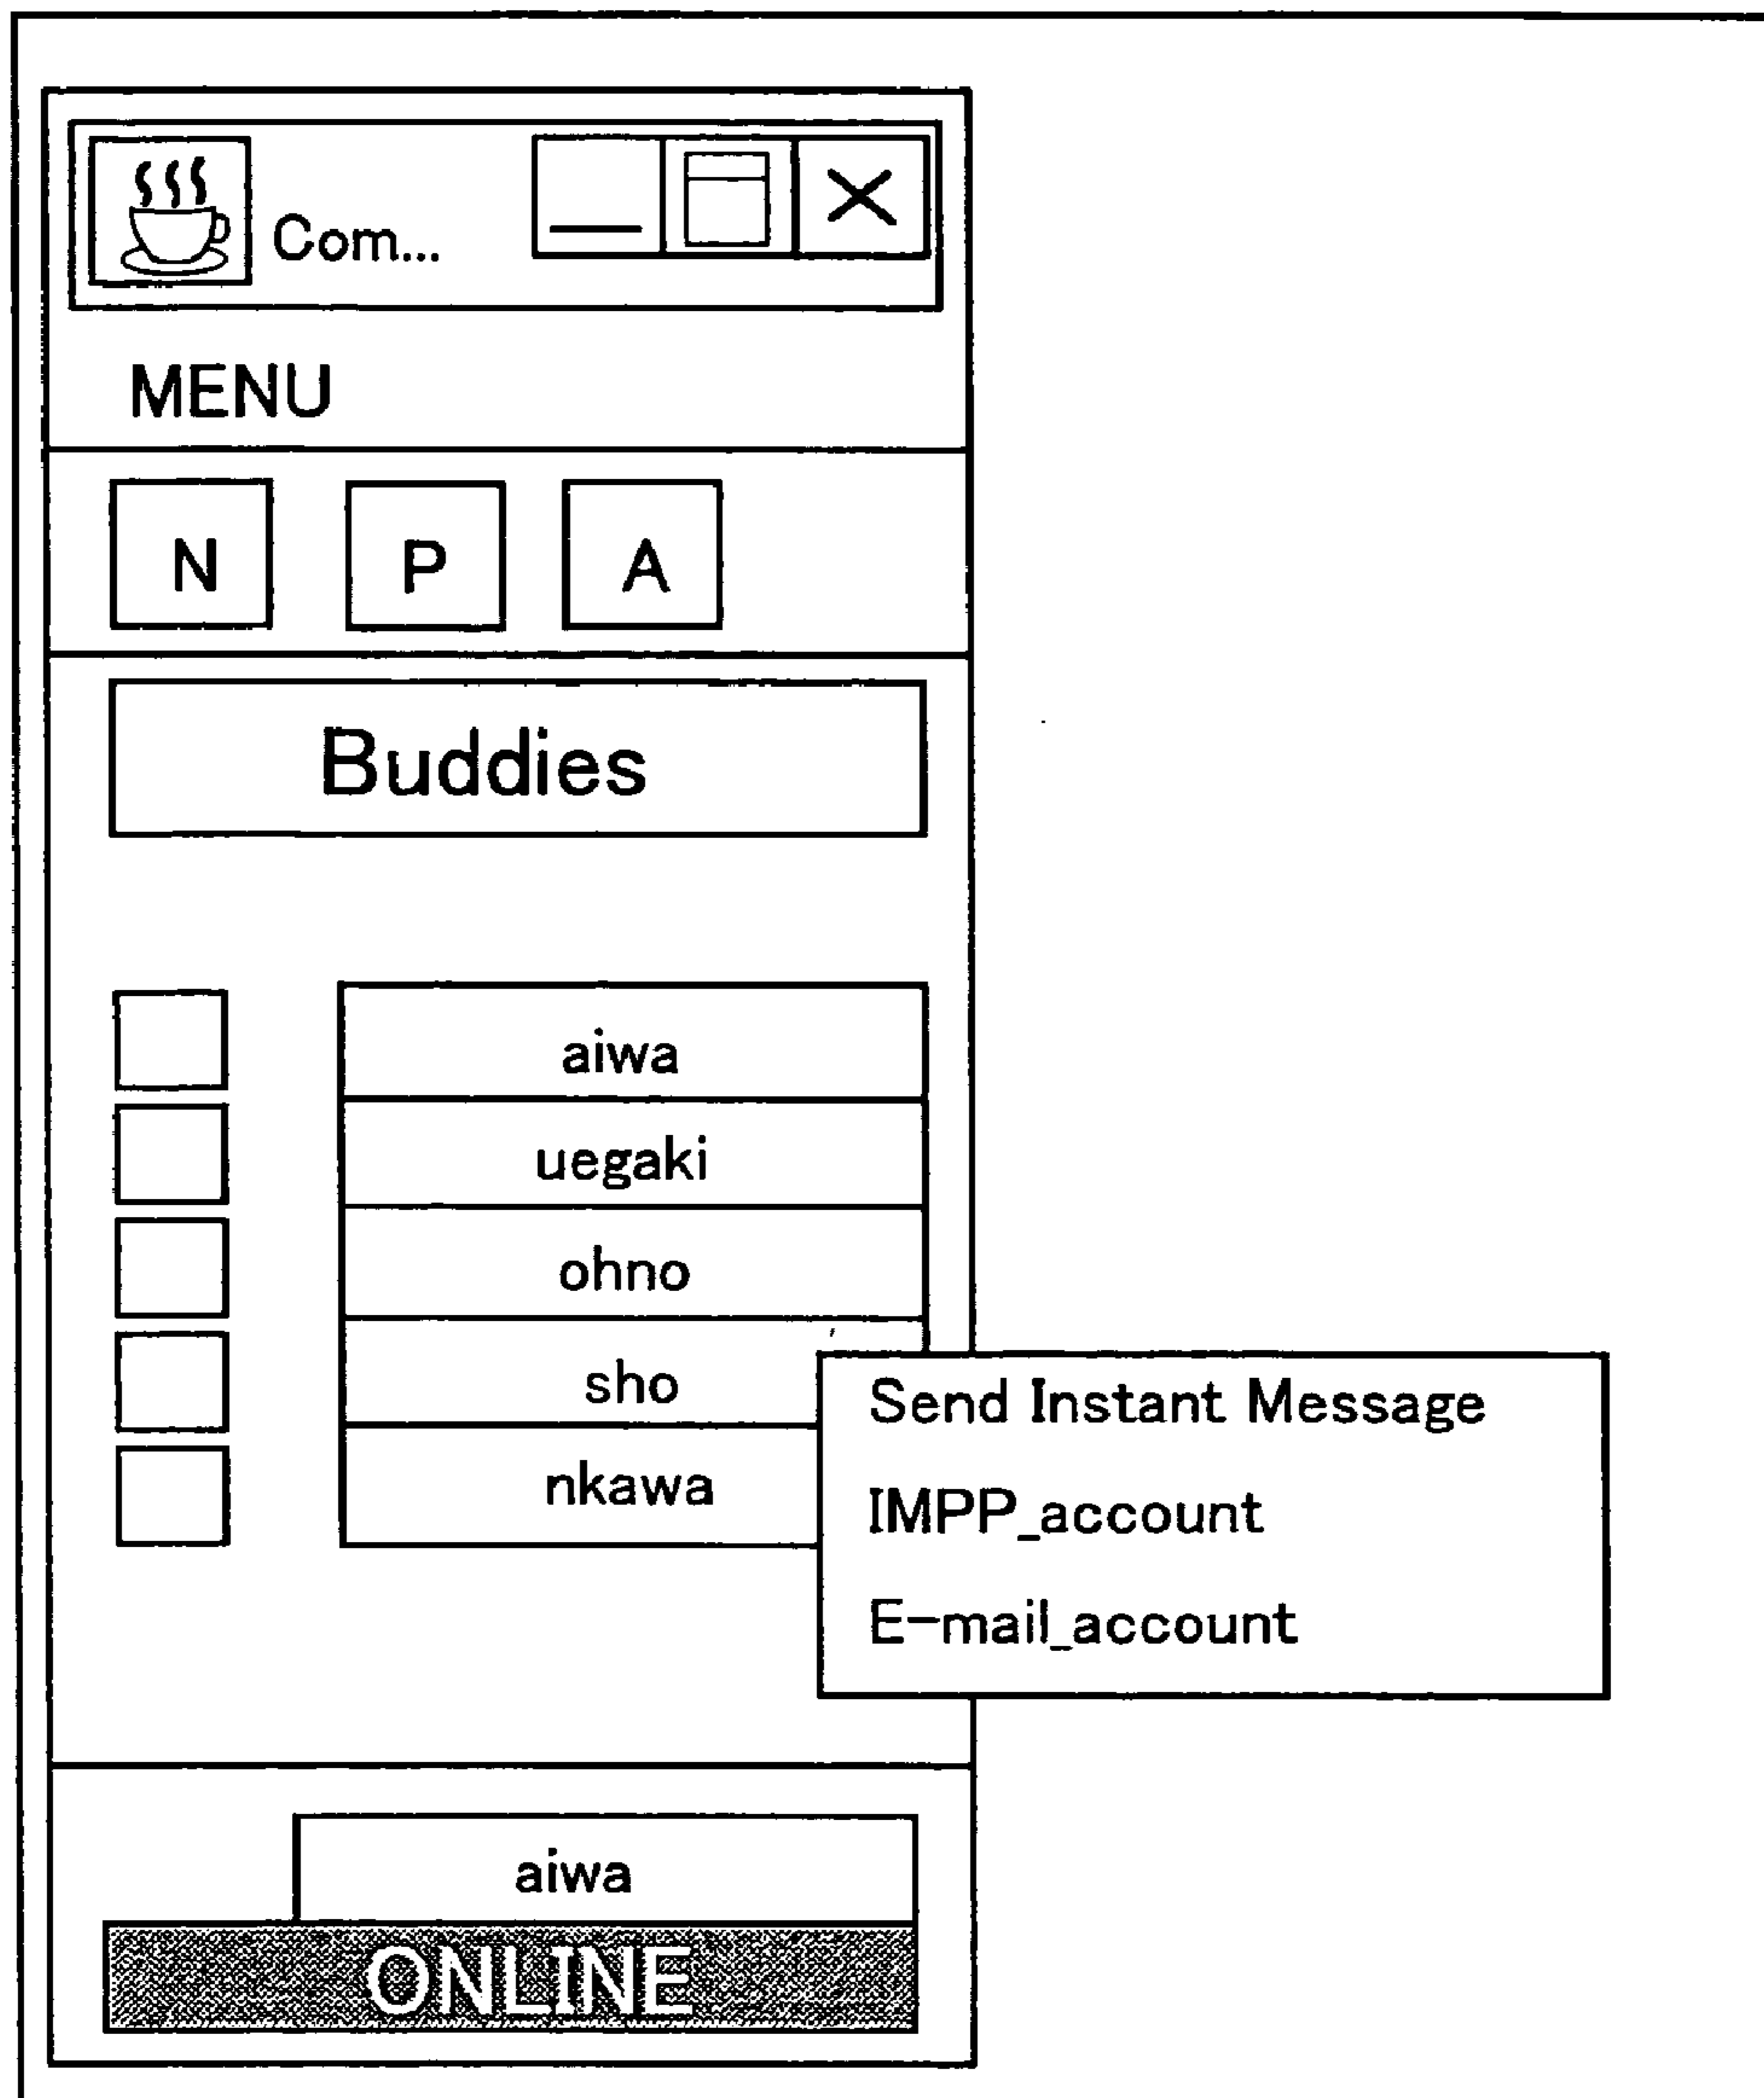 Com...
MENU
N P A
Buddies
aiwa
uegaki
ohno
sho
nkawa
Send Instant Message
IMPP_account
E-mail_account
aiwa
ONLINE